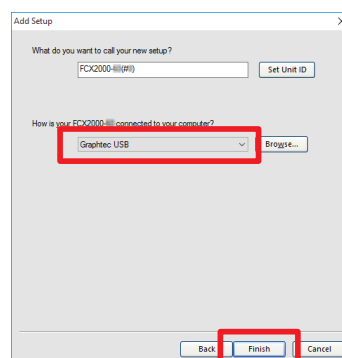 Add Setup
What do you want to call your new setup?
FCX2000- (# )
Set Unit ID
How is your FCX2000- connected to your computer?
Graphtec USB
Browse...
Back
Finish
Cancel